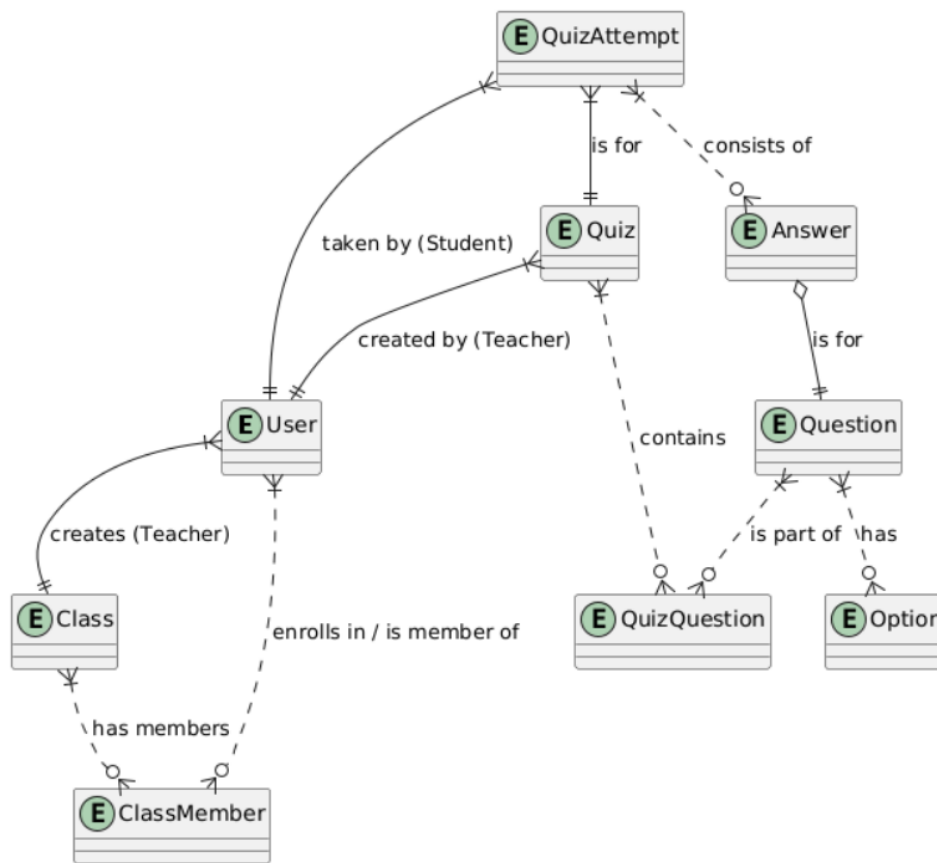 E QuizAttempt
is for
consists of
taken by (Student)
E Quiz
E Answer
created by (Teacher)
is for
E User
E Question
contains
creates (Teacher)
is part of
has
E Class
enrolls in / is member of
E QuizQuestion
E Option
has members
E ClassMember